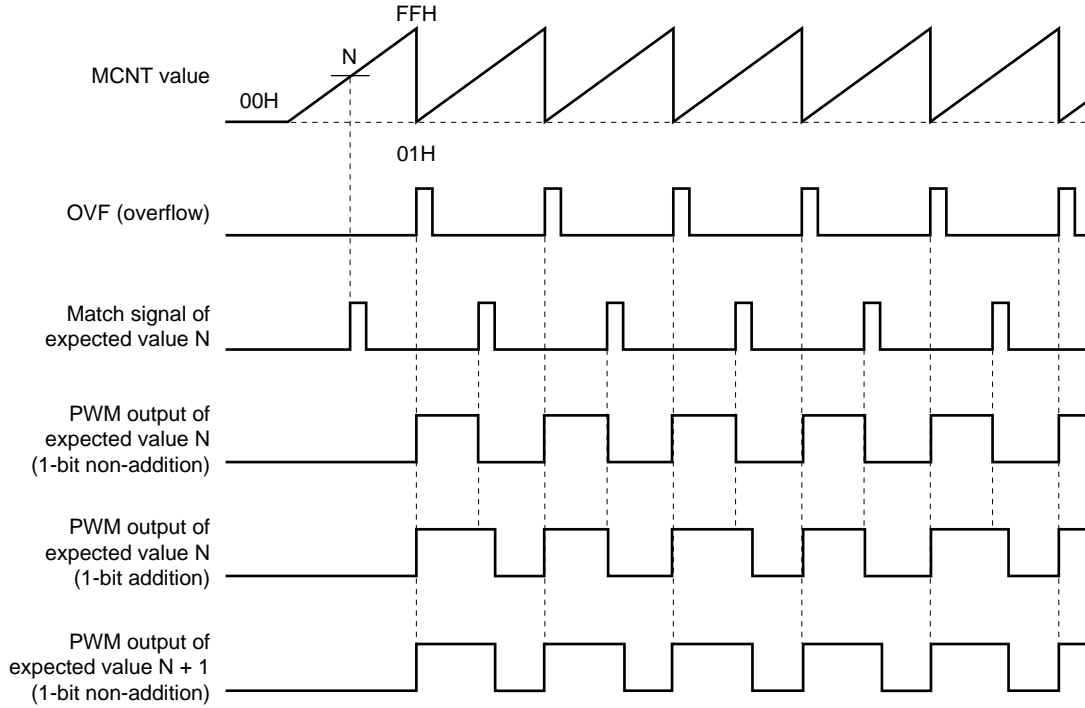 FFH
N
MCNT value
00H
01H
OVF (overflow)
Match signal of
expected value N
PWM output of
expected value N
(1-bit non-addition)
PWM output of
expected value N
(1-bit addition)
PWM output of
expected value N + 1
(1-bit non-addition)